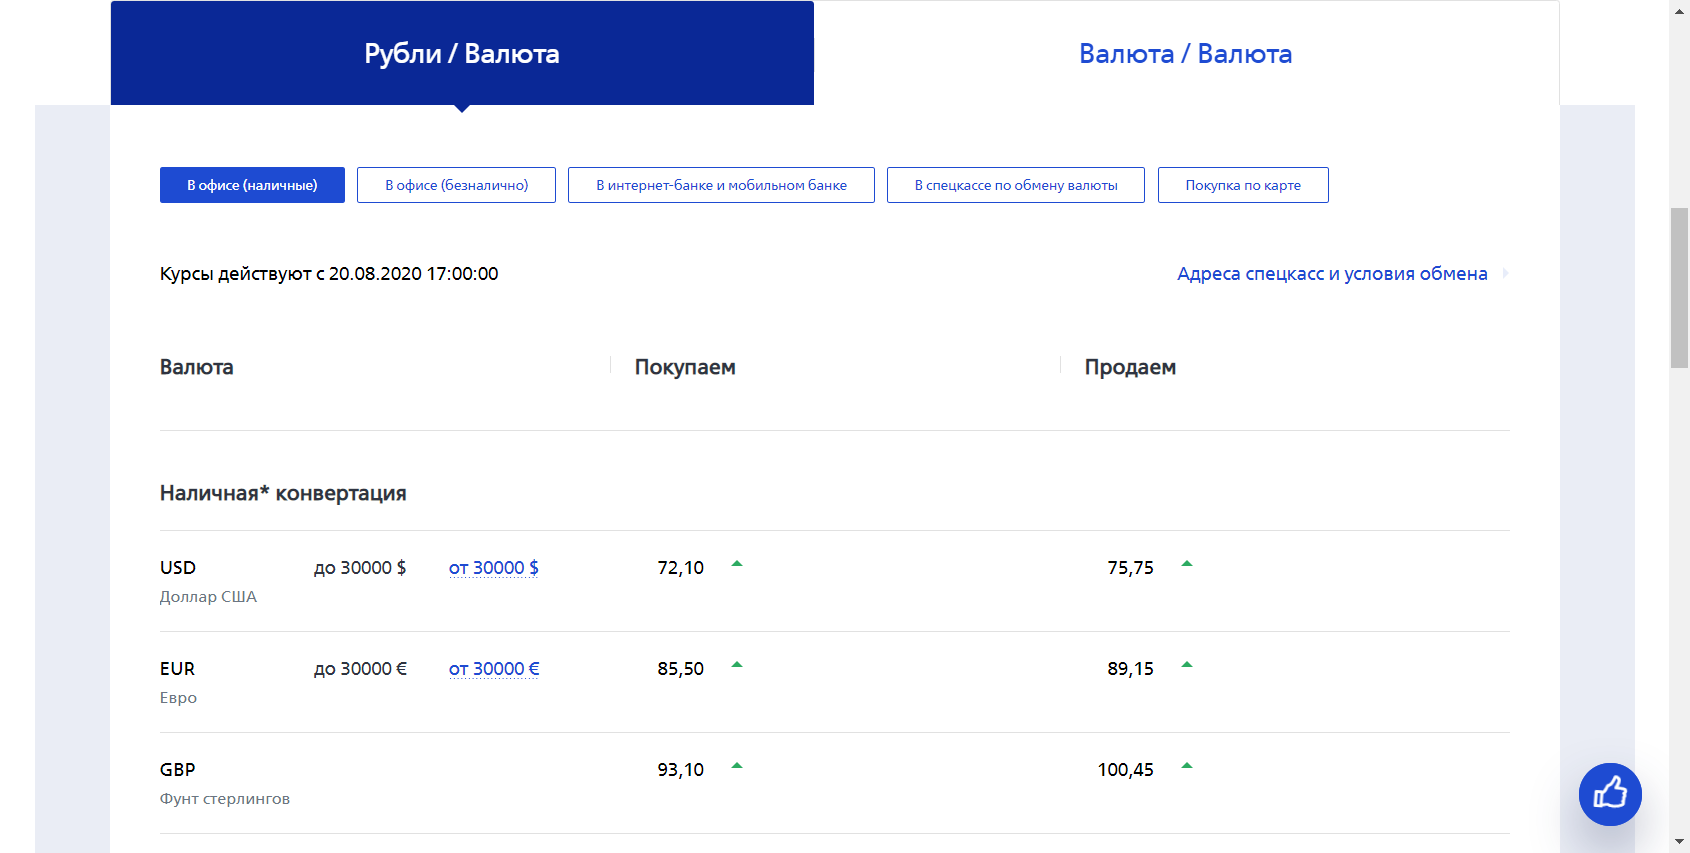 Рубли / Валюта
Валюта / Валюта
В офисе (наличные)
В офисе (безналично)
В интернет-банке и мобильном банке
В спецкассе по обмену валюты
Покупка по карте
Курсы действуют с 20.08.2020 17:00:00
Адреса спецкасс и условия обмена
Валюта
Покупаем
Продаем
Наличная* конвертация
USD до 30000 $ от 30000 $ 72,10 75,75
Доллар США
EUR до 30000 € от 30000 € 85,50 89,15
Евро
GBP 93,10 100,45
Фунт стерлингов